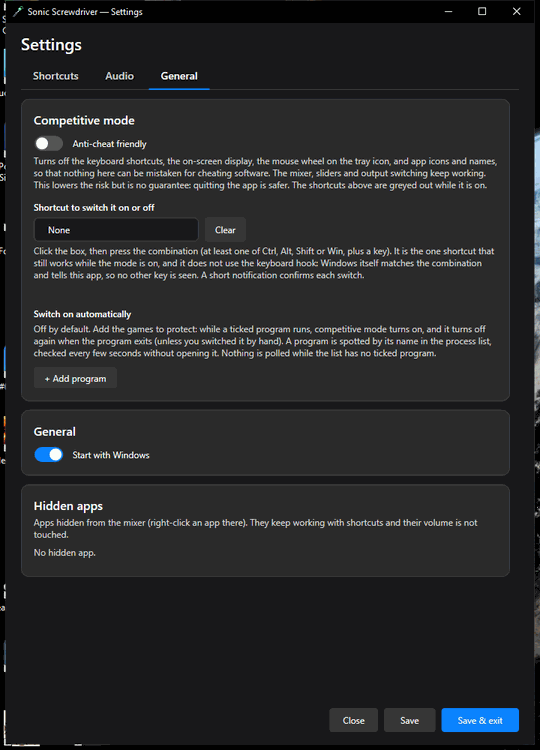 Sonic Screwdriver — Settings
Settings
Shortcuts
Audio
General
Competitive mode
Anti-cheat friendly
Turns off the keyboard shortcuts, the on-screen display, the mouse wheel on the tray icon, and app icons and names,
so that nothing here can be mistaken for cheating software. The mixer, sliders and output switching keep working.
This lowers the risk but is no guarantee: quitting the app is safer. The shortcuts above are greyed out while it is on.
Shortcut to switch it on or off
None
Clear
Click the box, then press the combination (at least one of Ctrl, Alt, Shift or Win, plus a key). It is the one shortcut that
still works while the mode is on, and it does not use the keyboard hook: Windows itself matches the combination
and tells this app, so no other key is seen. A short notification confirms each switch.
Switch on automatically
Off by default. Add the games to protect: while a ticked program runs, competitive mode turns on, and it turns off
again when the program exits (unless you switched it by hand). A program is spotted by its name in the process list,
checked every few seconds without opening it. Nothing is polled while the list has no ticked program.
+ Add program
General
Start with Windows
Hidden apps
Apps hidden from the mixer (right-click an app there). They keep working with shortcuts and their volume is not
touched.
No hidden app.
Close
Save
Save & exit